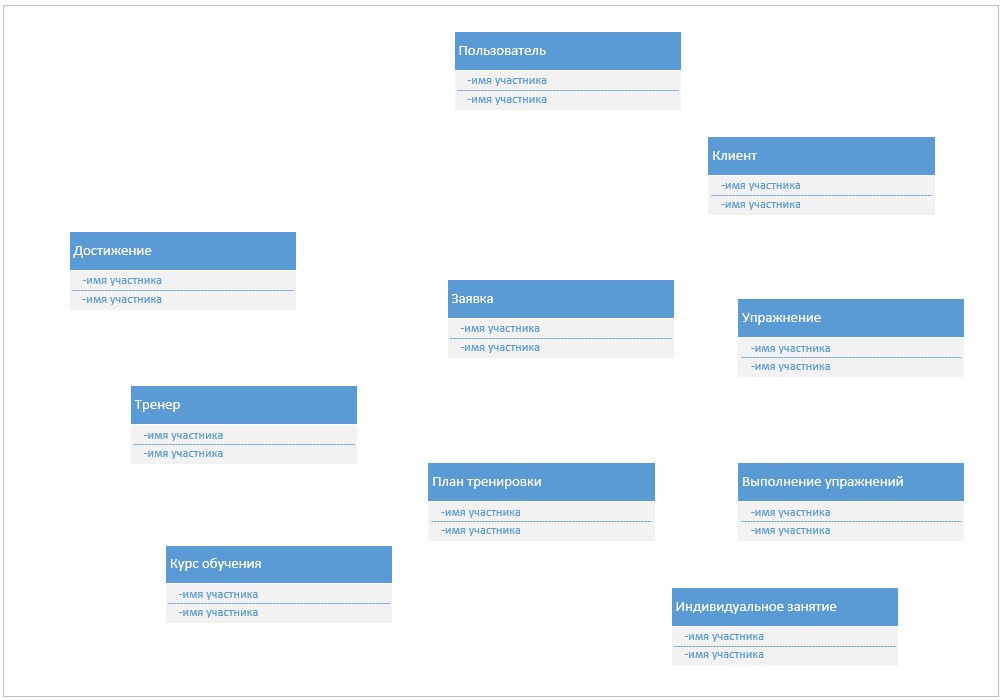 Пользователь
-имя участника
-имя участника
Клиент
-имя участника
-имя участника
Достижение
-имя участника
-имя участника
Заявка
-имя участника
-имя участника
Упражнение
-имя участника
-имя участника
Тренер
-имя участника
-имя участника
План тренировки
-имя участника
-имя участника
Выполнение упражнений
-имя участника
-имя участника
Курс обучения
-имя участника
-имя участника
Индивидуальное занятие
-имя участника
-имя участника